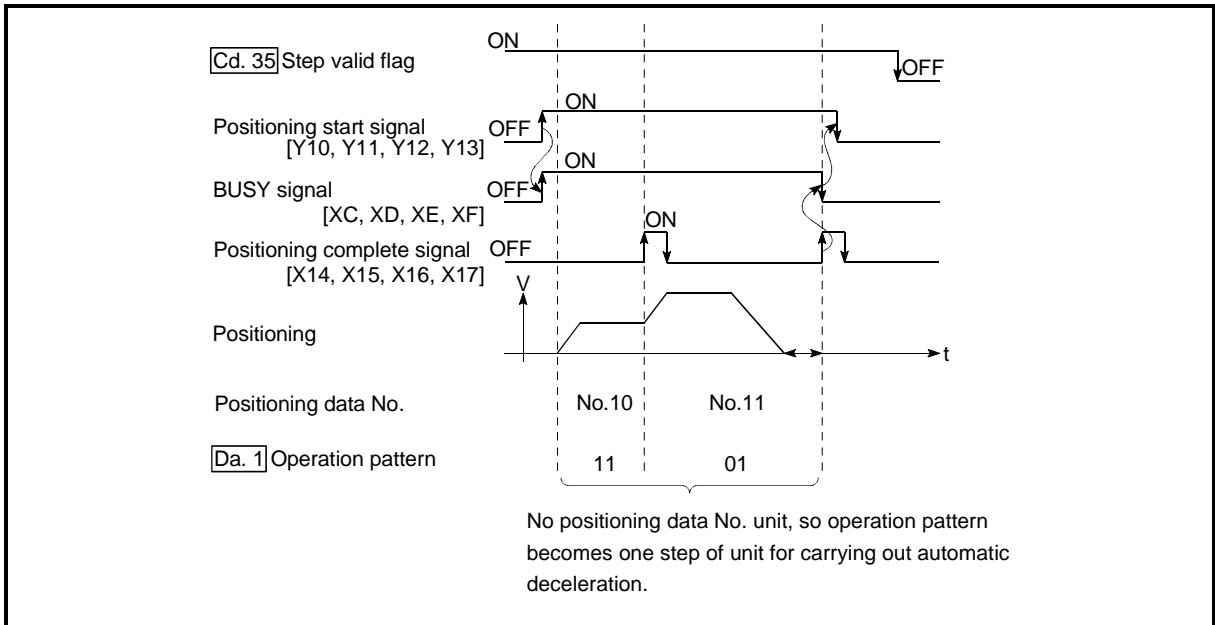 ON
Cd. 35 Step valid flag
OFF
ON
Positioning start signal
OFF
[Y10, Y11, Y12, Y13]
ON
BUSY signal
OFF
[XC, XD, XE, XF]
ON
Positioning complete signal
OFF
[X14, X15, X16, X17]
V
Positioning
t
Positioning data No.
No.10
No.11
Da. 1 Operation pattern
11
01
No positioning data No. unit, so operation pattern
becomes one step of unit for carrying out automatic
deceleration.